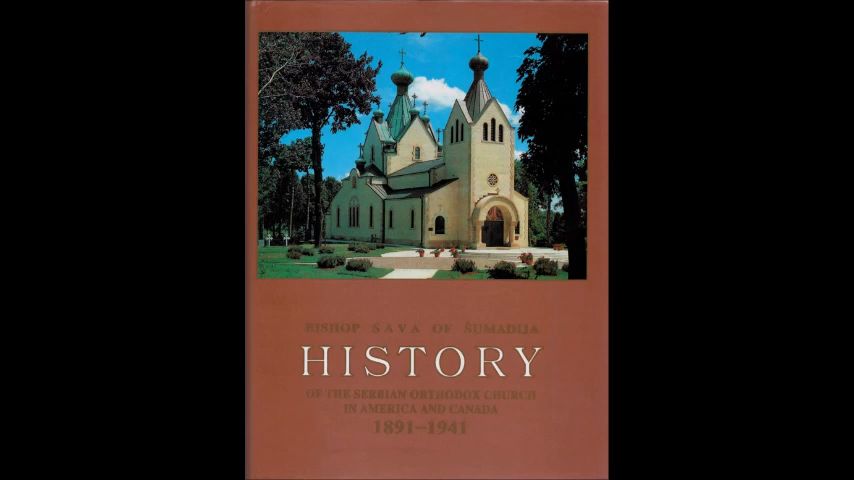 BISHOP SAVA OF ŠUMADIJA
HISTORY
OF THE SERBIAN ORTHODOX CHURCH
IN AMERICA AND CANADA
1891-1941